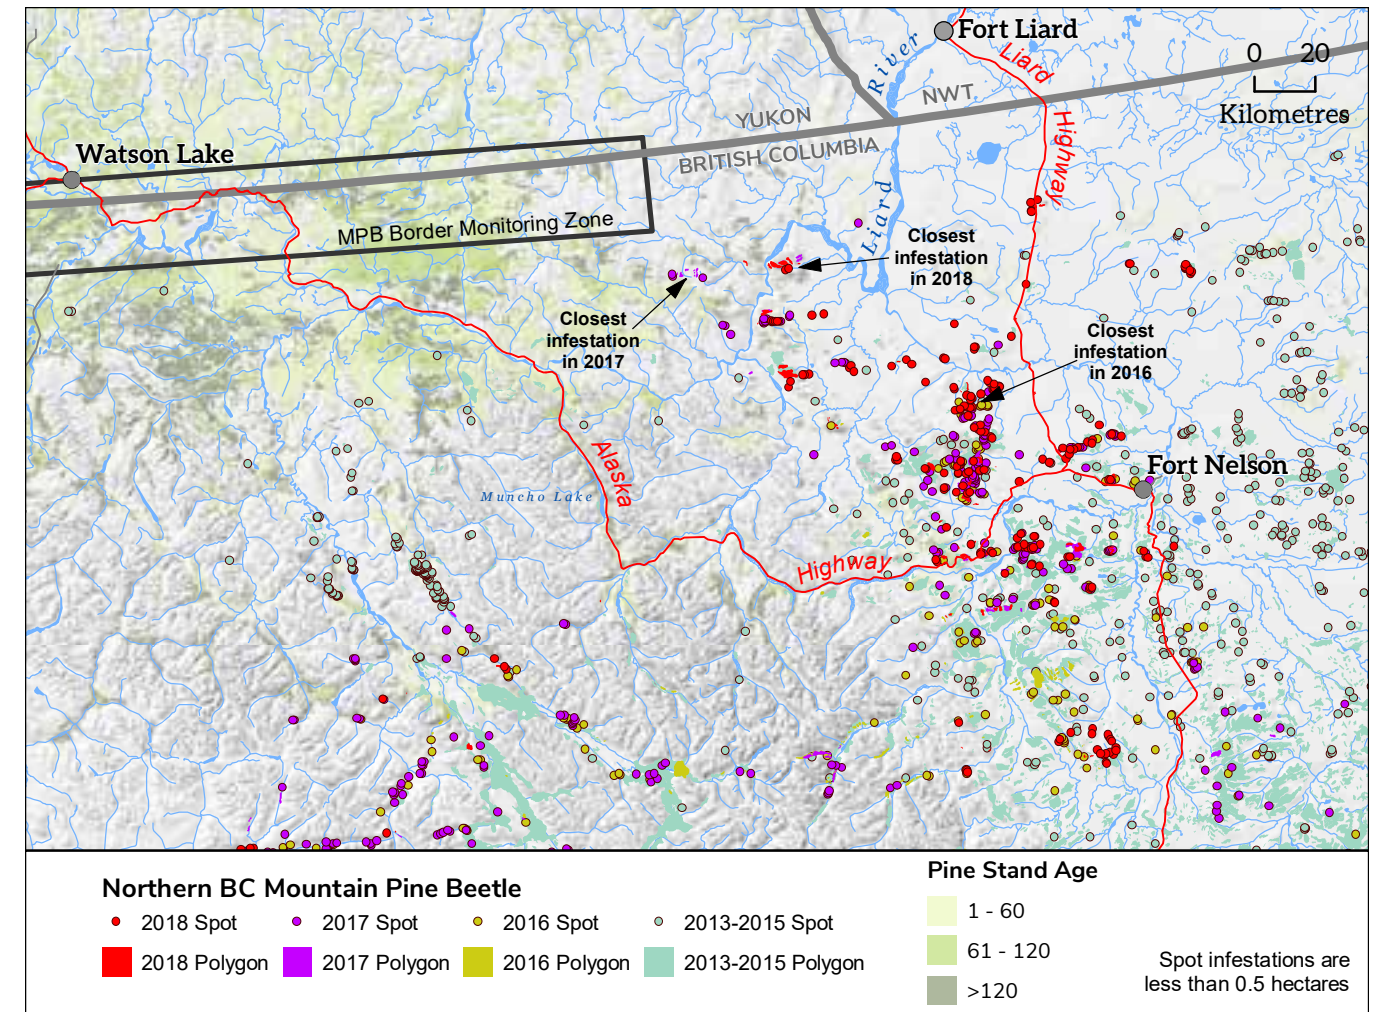 Fort Liard
Liard
Highway
0 20
Kilometres
River
Liard
NWT
YUKON
BRITISH COLUMBIA
Watson Lake
MPB Border Monitoring Zone
Closest
infestation
in 2018
Closest
infestation
in 2017
Closest
infestation
in 2016
Fort Nelson
Alaska
Highway
Muncho Lake
Northern BC Mountain Pine Beetle
2018 Spot
2017 Spot
2016 Spot
2013-2015 Spot
2018 Polygon
2017 Polygon
2016 Polygon
2013-2015 Polygon
Pine Stand Age
1 - 60
61 - 120
>120
Spot infestations are
less than 0.5 hectares